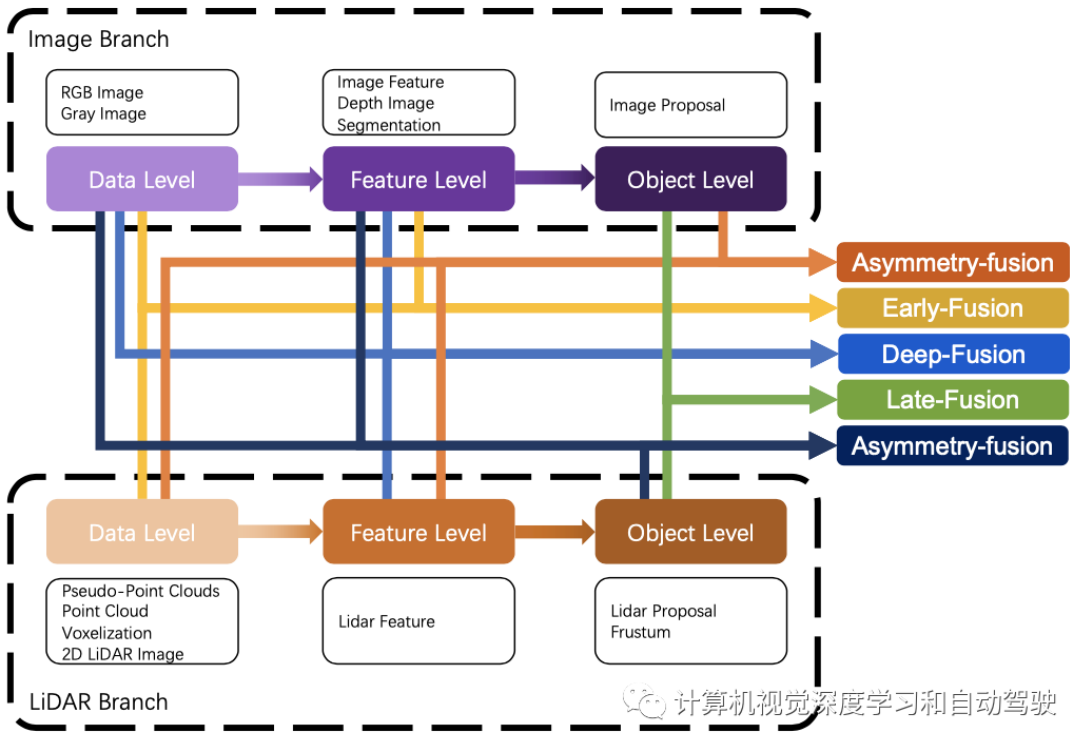 Image Branch
RGB Image
Gray Image
Image Feature
Depth Image
Segmentation
Image Proposal
Data Level
Feature Level
Object Level
Asymmetry-fusion
Early-Fusion
Deep-Fusion
Late-Fusion
Asymmetry-fusion
Data Level
Feature Level
Object Level
Pseudo-Point Clouds
Point Cloud
Voxelization
2D LiDAR Image
Lidar Feature
Lidar Proposal
Frustum
LiDAR Branch
计算机视觉深度学习和自动驾驶